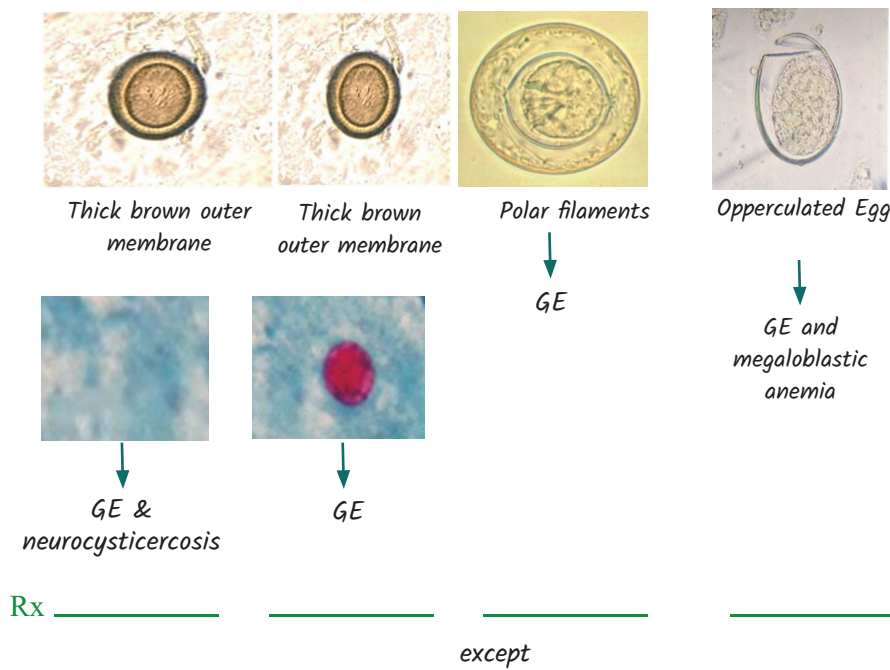 Thick brown outer
membrane
Thick brown
outer membrane
Polar filaments
Opperculated Egg
GE
GE and
megaloblastic
anemia
GE &
neurocysticercosis
GE
Rx
except